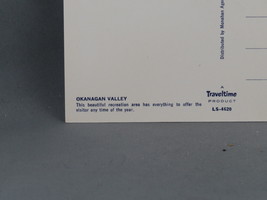 OKANAGAN VALLEY
This beautiful recreation area has everything to offer the
visitor any time of the year.
Distributed by Monahan
A
Traveltime
PRODUCT
LS-4626